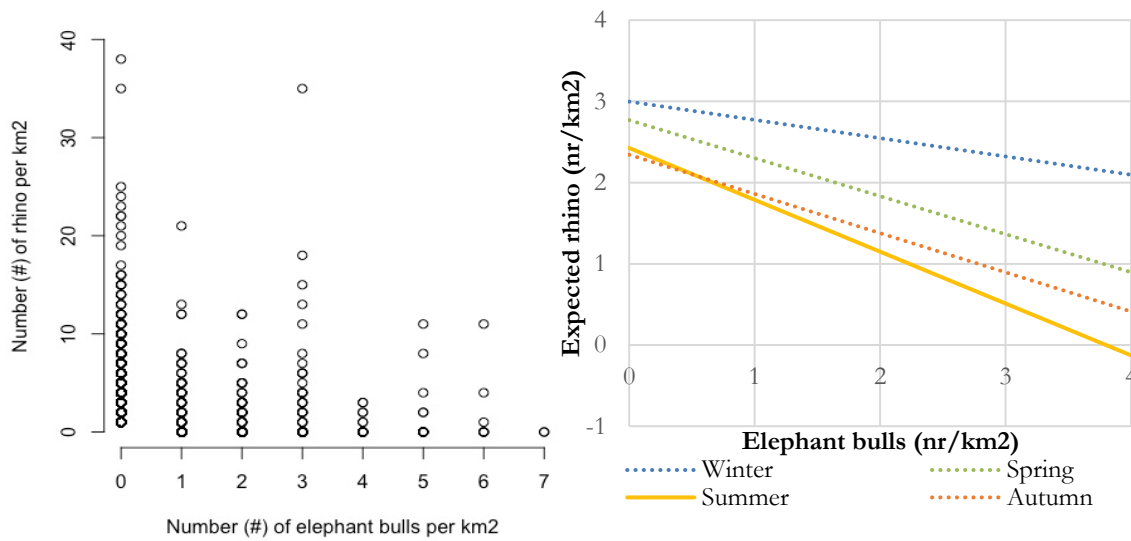 Number (#) of rhino per km2
40
30
20
10
0
0 1 2 3 4 5 6 7
Number (#) of elephant bulls per km2
Expected rhino (nr/km2)
4
3
2
1
0
-1
0 1 2 3 4
Elephant bulls (nr/km2)
Winter Spring
Summer Autumn